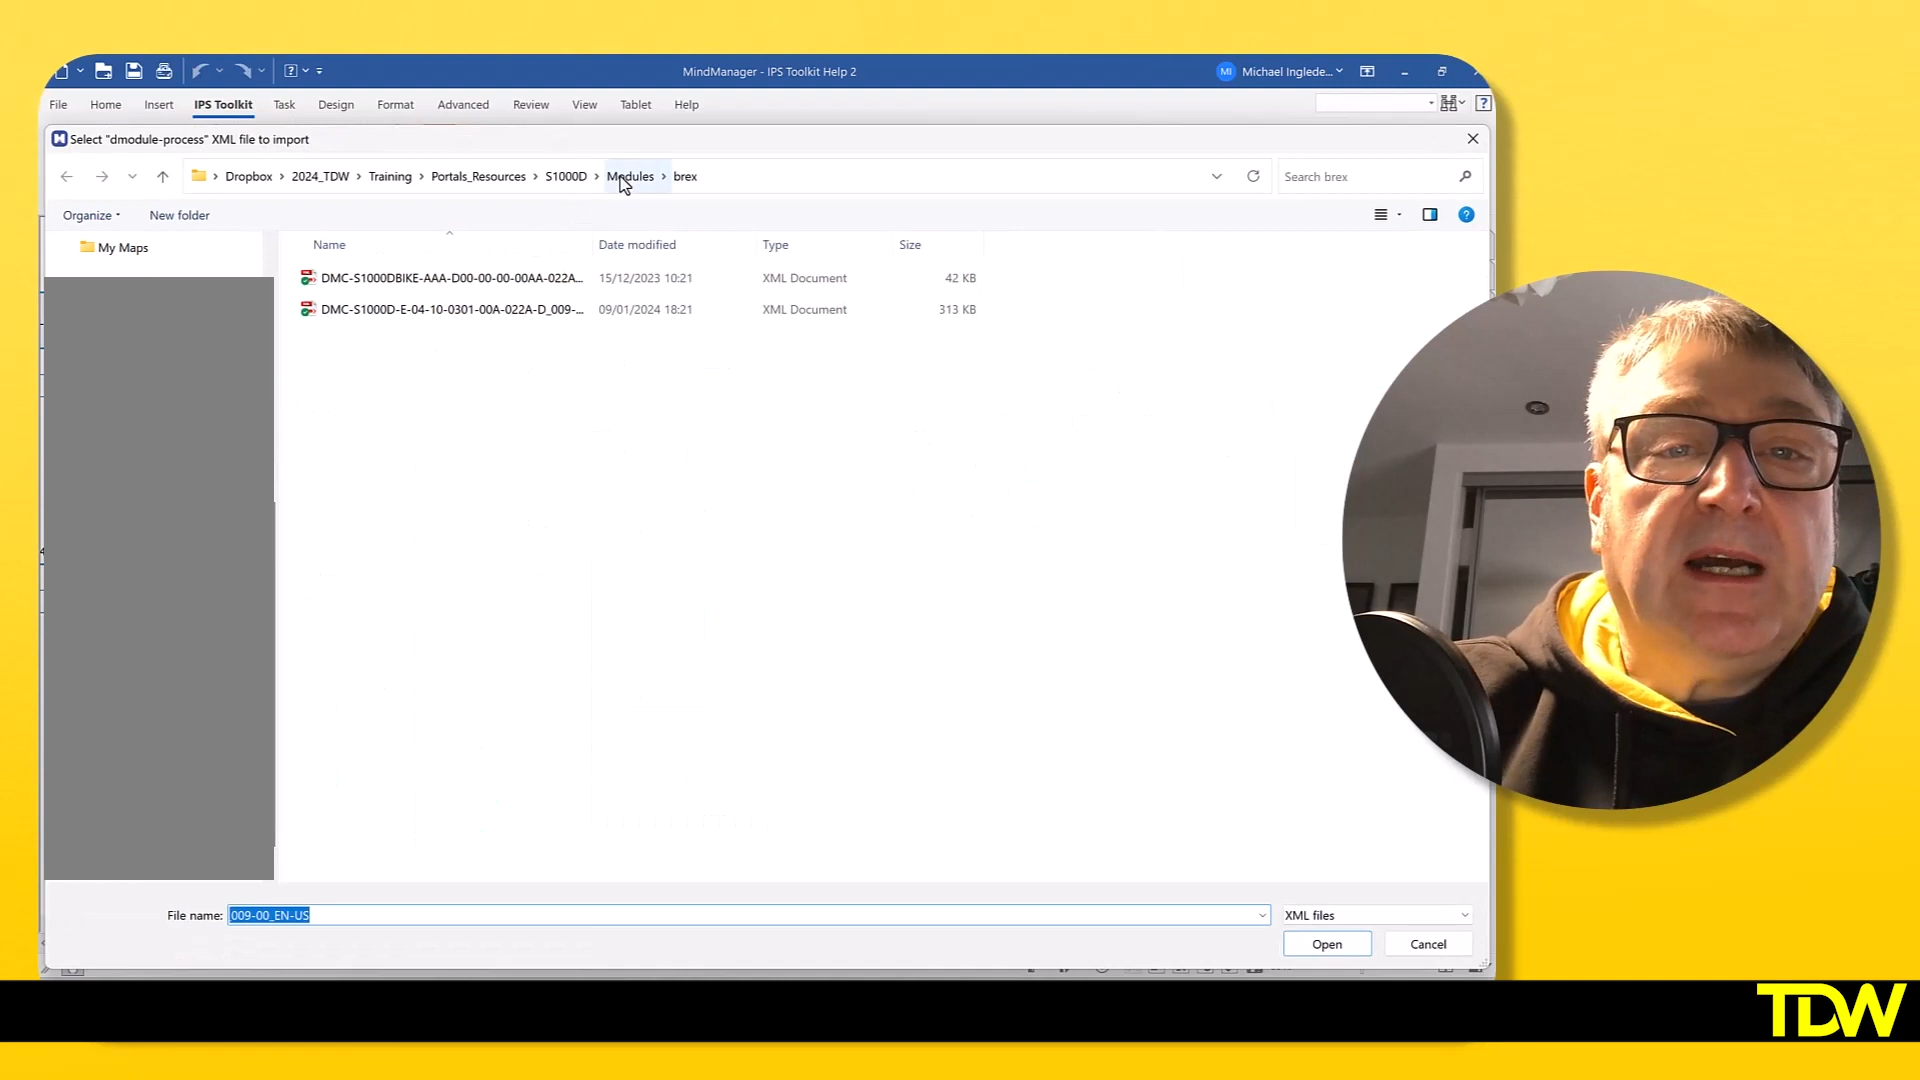 MindManager - IPS Toolkit Help 2
MI Michael Inglede...
File Home Insert IPS Toolkit Task Design Format Advanced Review View Tablet Help
Select "dmodule-process" XML file to import
Dropbox > 2024_TDW > Training > Portals_Resources > S1000D > Modules > brex
Search brex
Organize New folder
My Maps
Name Date modified Type Size
DMC-S1000DBIKE-AAA-D00-00-00-00AA-022A... 15/12/2023 10:21 XML Document 42 KB
DMC-S1000D-E-04-10-0301-00A-022A-D_009-... 09/01/2024 18:21 XML Document 313 KB
File name: 009-00_EN-US XML files
Open Cancel
TDW